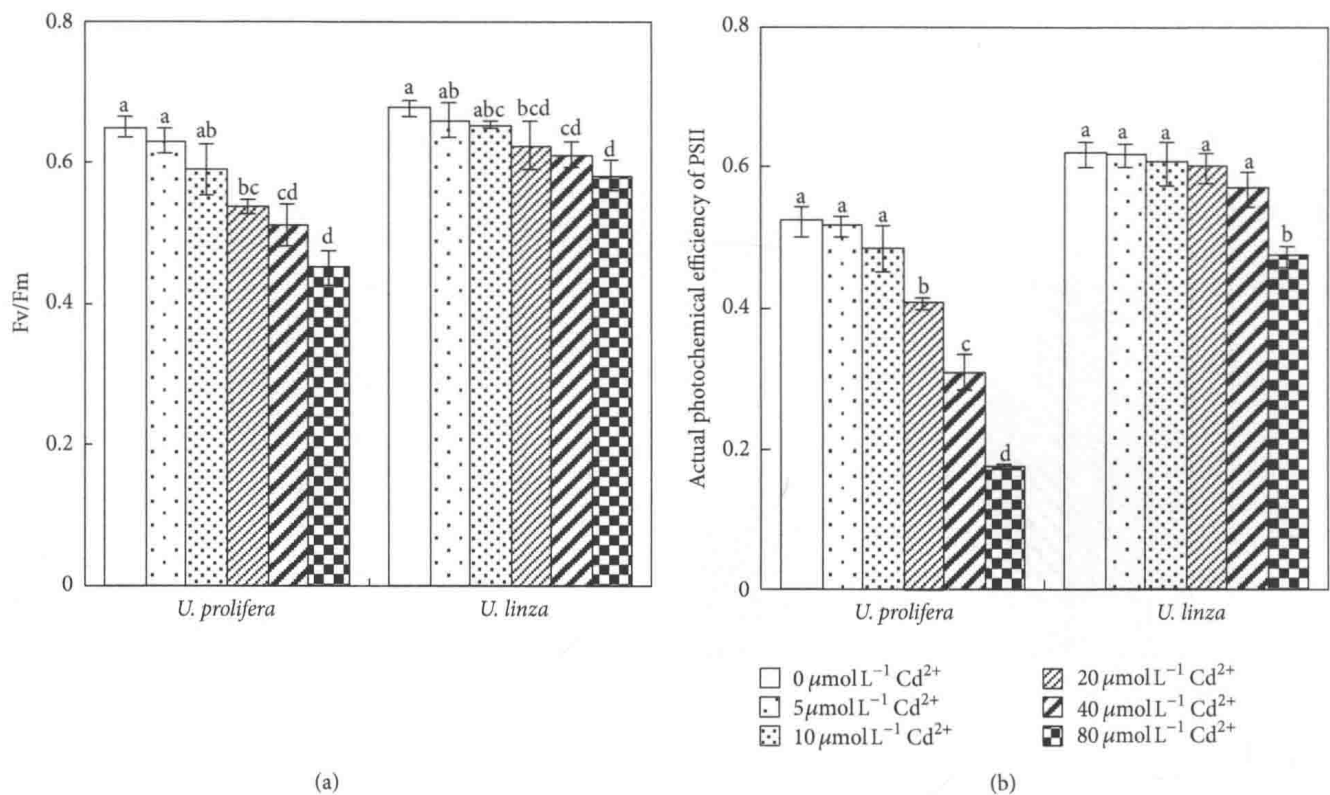 0.8
0.6
0.4
0.2
0
Fv/Fm
a
a
ab
bc
cd
d
a
ab
abc
bcd
cd
d
U. prolifera
U. linza
(a)
0.8
0.6
0.4
0.2
0
Actual photochemical efficiency of PSII
a
a
a
b
c
d
a
a
a
a
a
b
U. prolifera
U. linza
0 μmol L⁻¹ Cd²⁺
5μmol L⁻¹ Cd²⁺
10 μmol L⁻¹ Cd²⁺
20 μmol L⁻¹ Cd²⁺
40 μmol L⁻¹ Cd²⁺
80 μmol L⁻¹ Cd²⁺
(b)